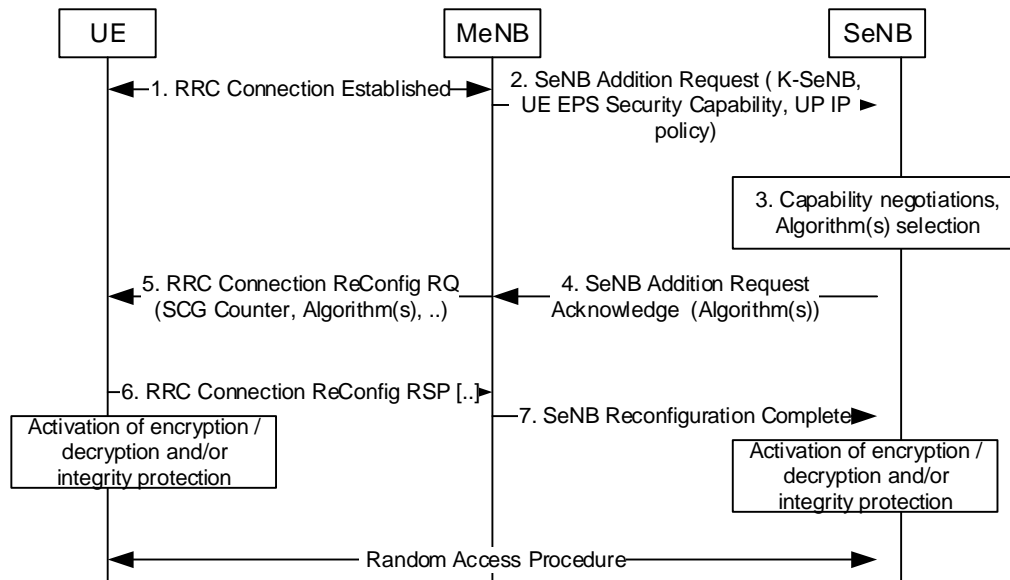 UE
MeNB
SeNB
1. RRC Connection Established
2. SeNB Addition Request ( K-SeNB,
UE EPS Security Capability, UP IP
policy)
3. Capability negotiations,
Algorithm(s) selection
5. RRC Connection ReConfig RQ
(SCG Counter, Algorithm(s), ..)
4. SeNB Addition Request
Acknowledge (Algorithm(s))
6. RRC Connection ReConfig RSP [..]
7. SeNB Reconfiguration Complete
Activation of encryption /
decryption and/or
integrity protection
Activation of encryption /
decryption and/or
integrity protection
Random Access Procedure